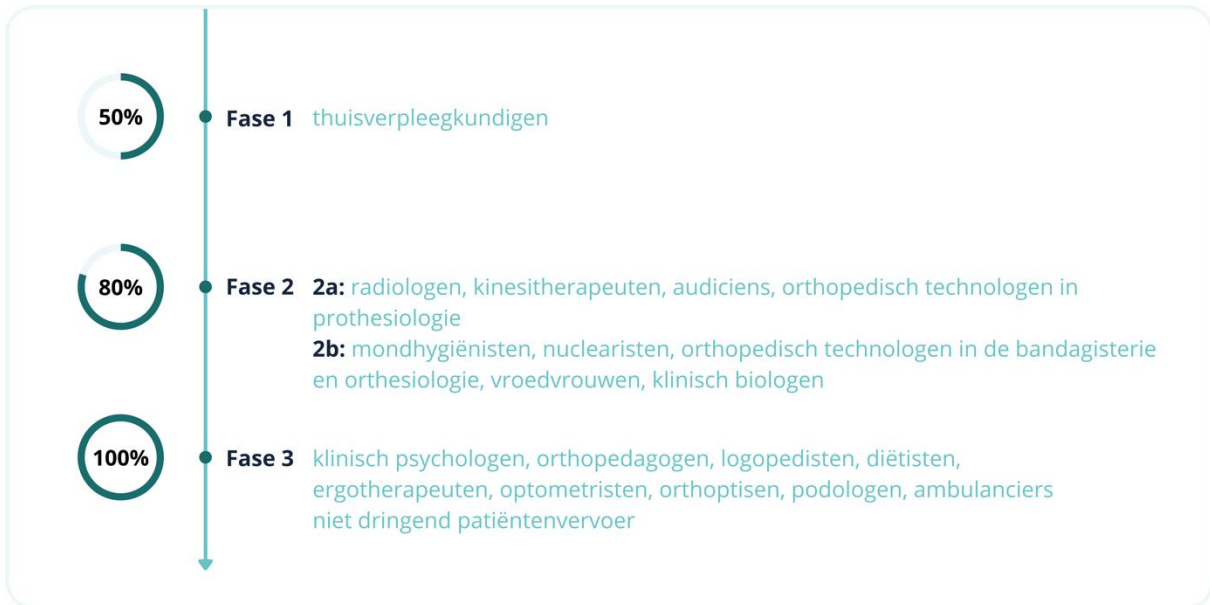 50%
Fase 1 thuisverpleegkundigen
80%
Fase 2 2a: radiologen, kinesitherapeuten, audiciens, orthopedisch technologen in
prothesiologie
2b: mondhygiënisten, nuclearisten, orthopedisch technologen in de bandagisterie
en orthesiologie, vroedvrouwen, klinisch biologen
100%
Fase 3 klinisch psychologen, orthopedagogen, logopedisten, diëtisten,
ergotherapeuten, optometristen, orthoptisen, podologen, ambulanciers
niet dringend patiëntenvervoer